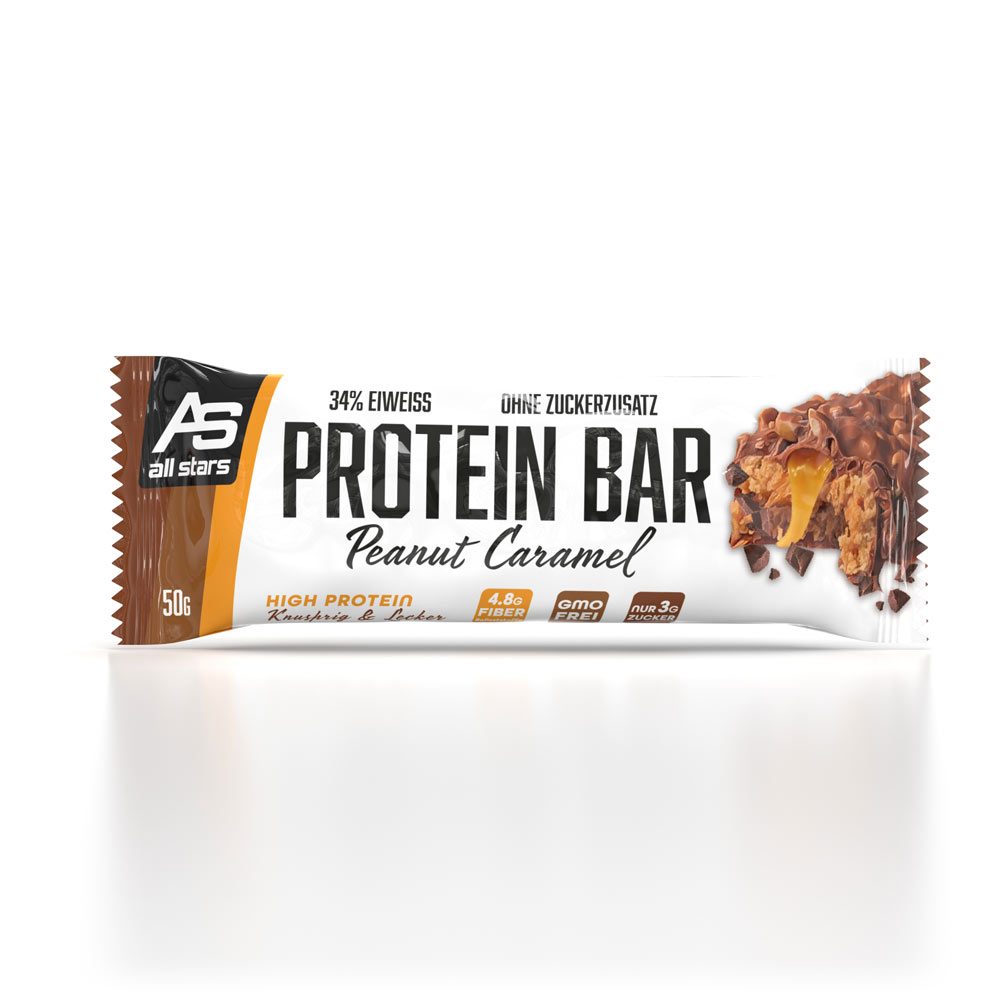 AS
all stars
50G
34% EIWEISS
OHNE ZUCKERZUSATZ
PROTEIN BAR
Peanut Caramel
HIGH PROTEIN
Knusprig & Locker
4.8G
FIBER
GMO
FREI
NUR 3G
ZUCKER